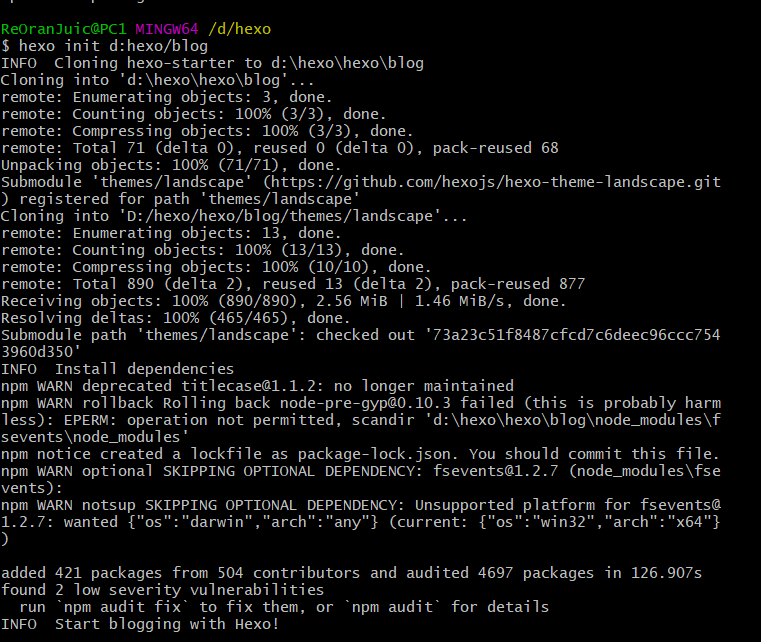 ReOranJuic@PC1 MINGW64 /d/hexo
$ hexo init d:hexo/blog
INFO  Cloning hexo-starter to d:\hexo\hexo\blog
Cloning into 'd:\hexo\hexo\blog'...
remote: Enumerating objects: 3, done.
remote: Counting objects: 100% (3/3), done.
remote: Compressing objects: 100% (3/3), done.
remote: Total 71 (delta 0), reused 0 (delta 0), pack-reused 68
Unpacking objects: 100% (71/71), done.
Submodule 'themes/landscape' (https://github.com/hexojs/hexo-theme-landscape.git
) registered for path 'themes/landscape'
Cloning into 'D:/hexo/hexo/blog/themes/landscape'...
remote: Enumerating objects: 13, done.
remote: Counting objects: 100% (13/13), done.
remote: Compressing objects: 100% (10/10), done.
remote: Total 890 (delta 2), reused 13 (delta 2), pack-reused 877
Receiving objects: 100% (890/890), 2.56 MiB | 1.46 MiB/s, done.
Resolving deltas: 100% (465/465), done.
Submodule path 'themes/landscape': checked out '73a23c51f8487cfcd7c6deec96ccc754
3960d350'
INFO  Install dependencies
npm WARN deprecated titlecase@1.1.2: no longer maintained
npm WARN rollback Rolling back node-pre-gyp@0.10.3 failed (this is probably harm
less): EPERM: operation not permitted, scandir 'd:\hexo\hexo\blog\node_modules\f
sevents\node_modules'
npm notice created a lockfile as package-lock.json. You should commit this file.
npm WARN optional SKIPPING OPTIONAL DEPENDENCY: fsevents@1.2.7 (node_modules\fse
vents):
npm WARN notsup SKIPPING OPTIONAL DEPENDENCY: Unsupported platform for fsevents@
1.2.7: wanted {"os":"darwin","arch":"any"} (current: {"os":"win32","arch":"x64"}
)
added 421 packages from 504 contributors and audited 4697 packages in 126.907s
found 2 low severity vulnerabilities
  run `npm audit fix` to fix them, or `npm audit` for details
INFO  Start blogging with Hexo!